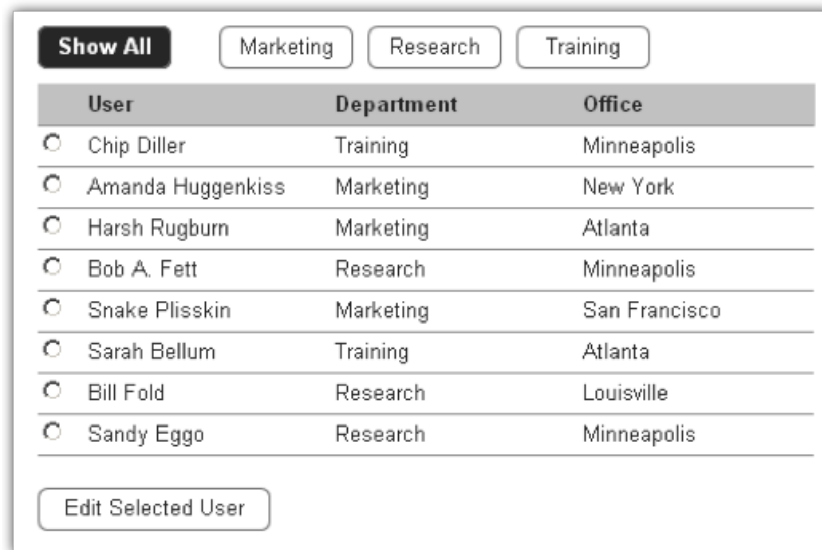 Show All Marketing Research Training
User Department Office
Chip Diller Training Minneapolis
Amanda Huggenkiss Marketing New York
Harsh Rugburn Marketing Atlanta
Bob A. Fett Research Minneapolis
Snake Plisskin Marketing San Francisco
Sarah Bellum Training Atlanta
Bill Fold Research Louisville
Sandy Eggo Research Minneapolis
Edit Selected User